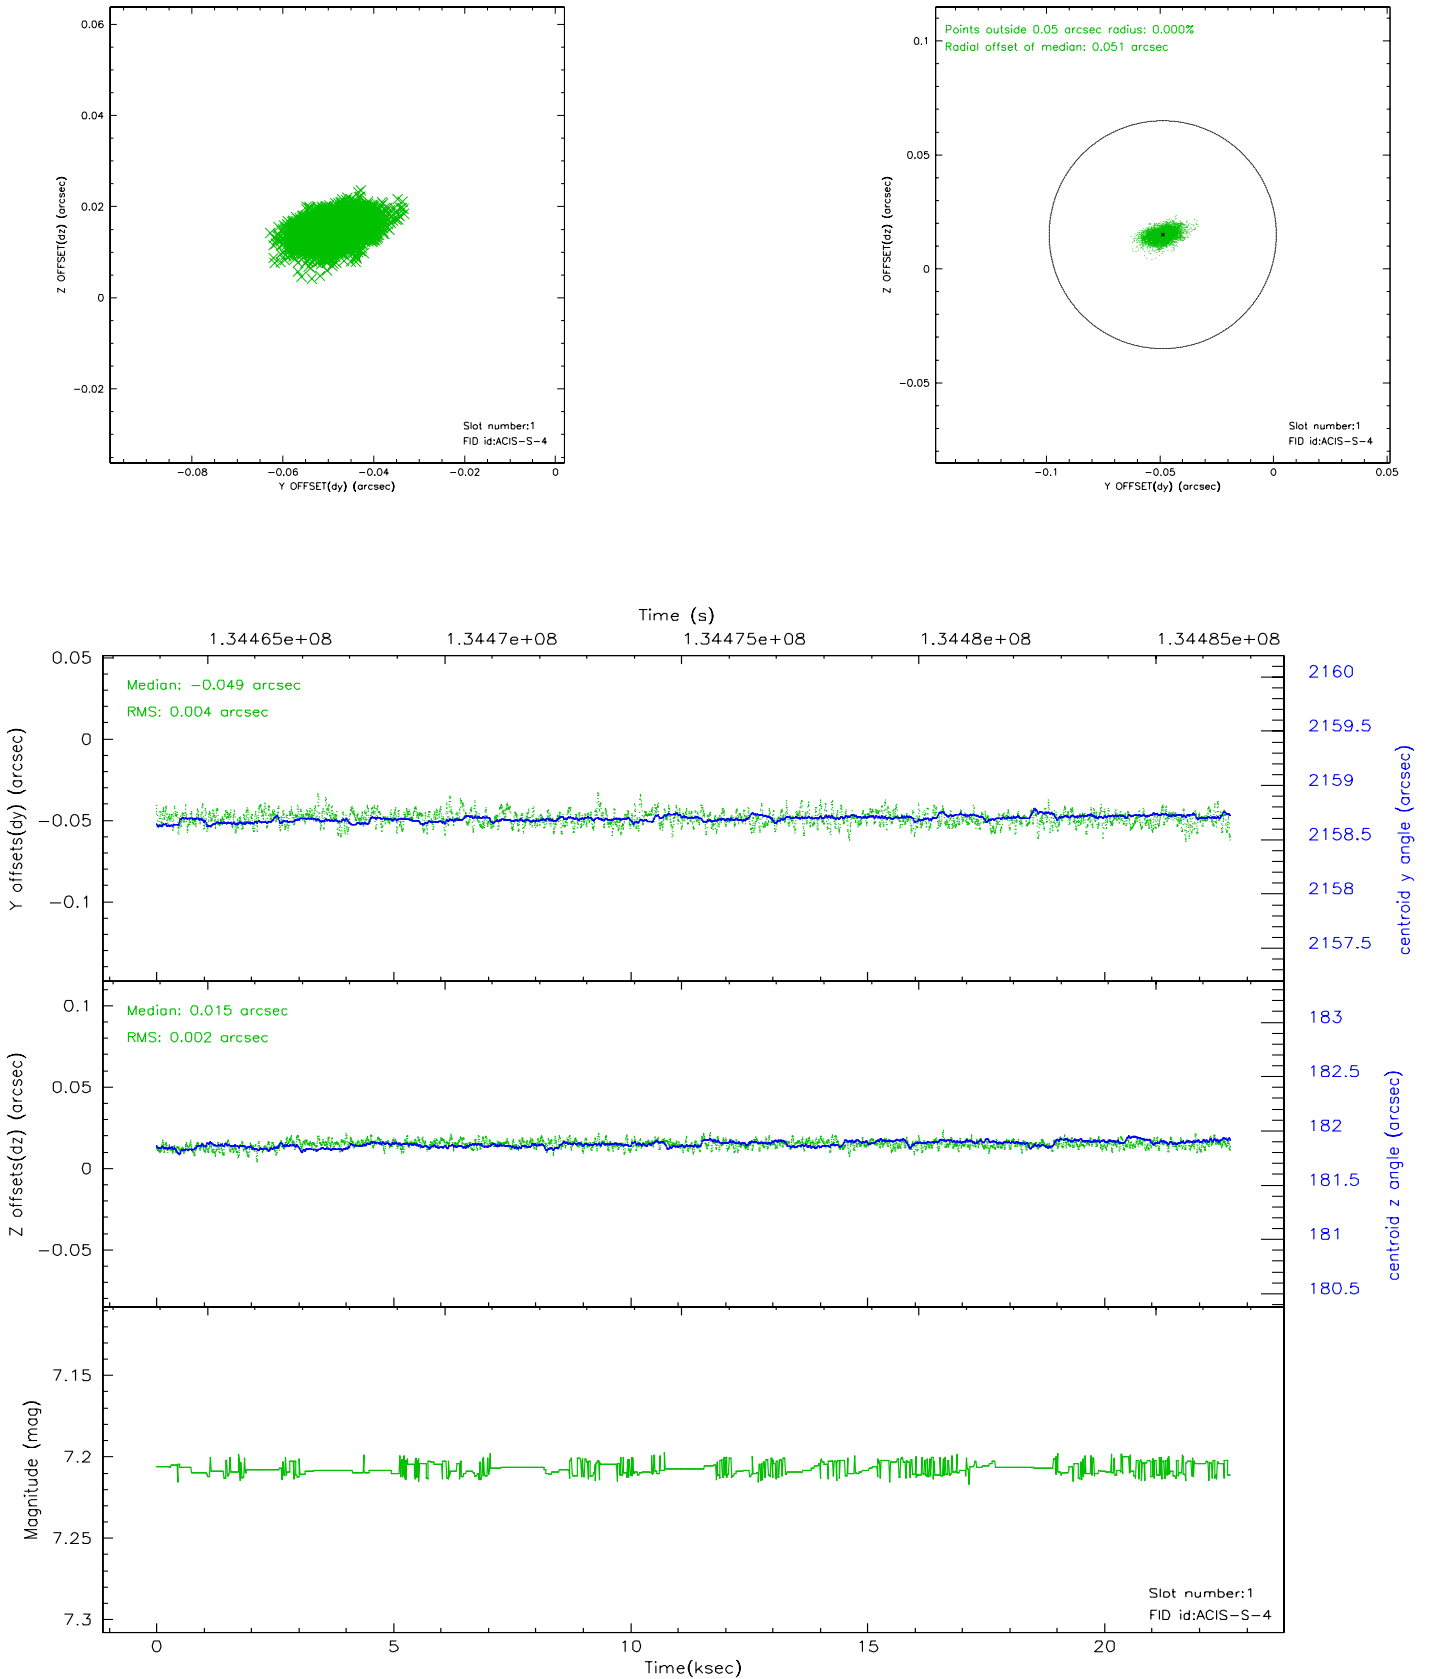 0.06
0.04
0.02
0
−0.02
Z OFFSET(dz) (arcsec)
Slot number:1
FID id:ACIS−S−4
−0.08 −0.06 −0.04 −0.02 0
Y OFFSET(dy) (arcsec)
Points outside 0.05 arcsec radius: 0.000%
Radial offset of median: 0.051 arcsec
0.1
0.05
0
−0.05
Z OFFSET(dz) (arcsec)
Slot number:1
FID id:ACIS−S−4
−0.1 −0.05 0 0.05
Y OFFSET(dy) (arcsec)
Time (s)
1.34465e+08 1.3447e+08 1.34475e+08 1.3448e+08 1.34485e+08
Median: −0.049 arcsec
RMS: 0.004 arcsec
0.05
0
−0.05
−0.1
Y offsets(dy) (arcsec)
2160
2159.5
2159
2158.5
2158
2157.5
centroid y angle (arcsec)
Median: 0.015 arcsec
RMS: 0.002 arcsec
0.1
0.05
0
−0.05
Z offsets(dz) (arcsec)
183
182.5
182
181.5
181
180.5
centroid z angle (arcsec)
7.15
7.2
7.25
7.3
Magnitude (mag)
Slot number:1
FID id:ACIS−S−4
0 5 10 15 20
Time(ksec)